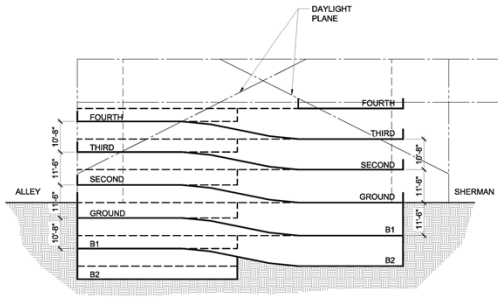 DAYLIGHT
PLANE
FOURTH
FOURTH
THIRD
10'-8"
THIRD
SECOND
10'-8"
11'-6"
SECOND
GROUND
11'-6"
ALLEY
SHERMAN
11'-6"
GROUND
B1
11'-6"
10'-8"
B1
B2
B2